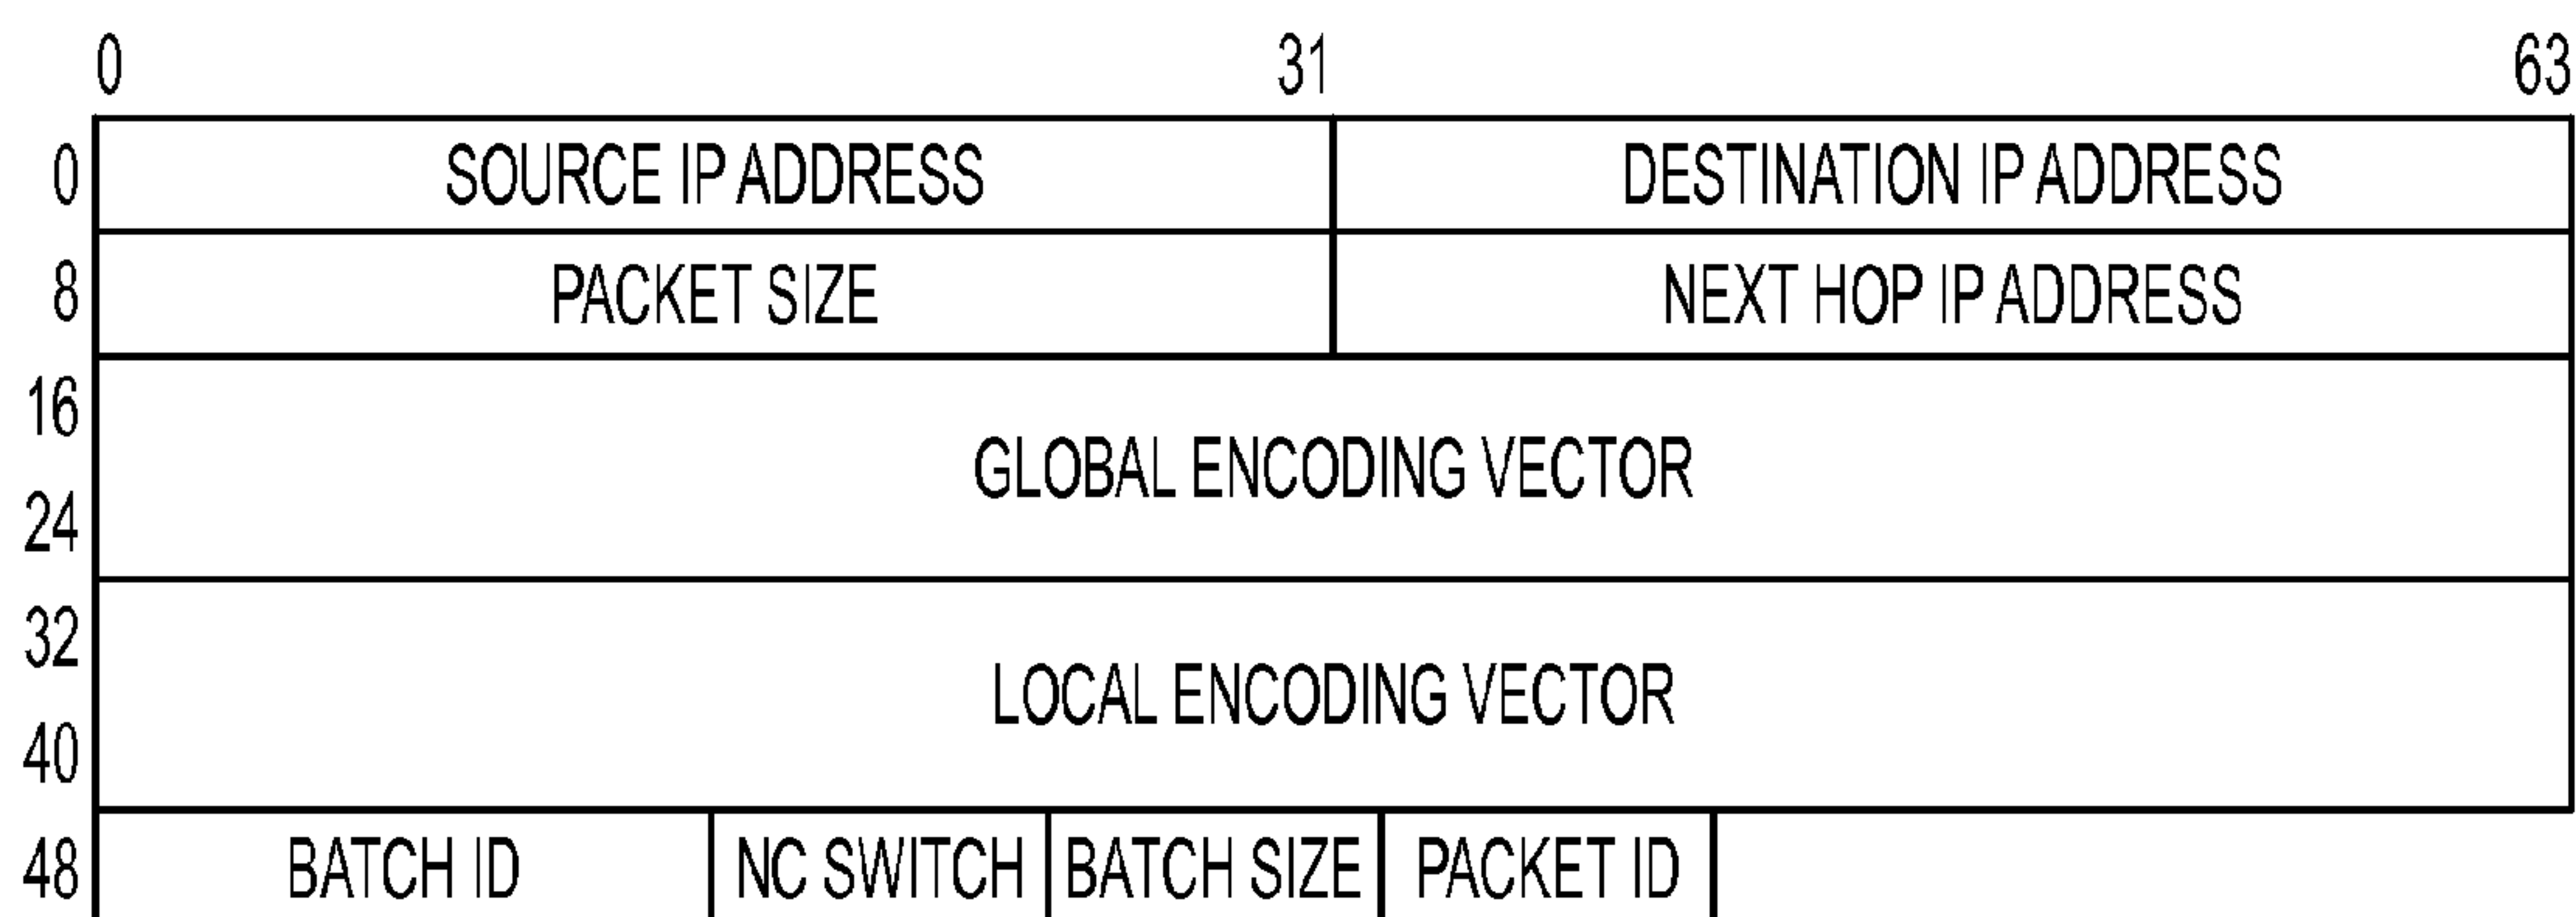 0 31 63
0 SOURCE IP ADDRESS DESTINATION IP ADDRESS
8 PACKET SIZE NEXT HOP IP ADDRESS
16
GLOBAL ENCODING VECTOR
24
32
LOCAL ENCODING VECTOR
40
48 BATCH ID NC SWITCH BATCH SIZE PACKET ID